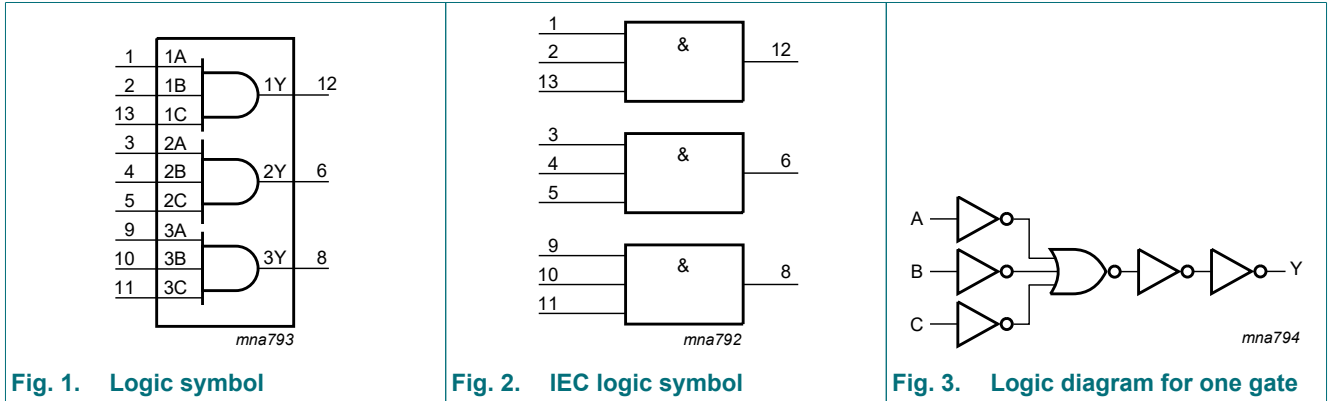 1 1A
2 1B 1Y 12
13 1C
3 2A
4 2B 2Y 6
5 2C
9 3A
10 3B 3Y 8
11 3C
mna793
Fig. 1. Logic symbol
1
&
2 12
13
3
&
4 6
5
9
&
10 8
11
mna792
Fig. 2. IEC logic symbol
A
B Y
C
mna794
Fig. 3. Logic diagram for one gate